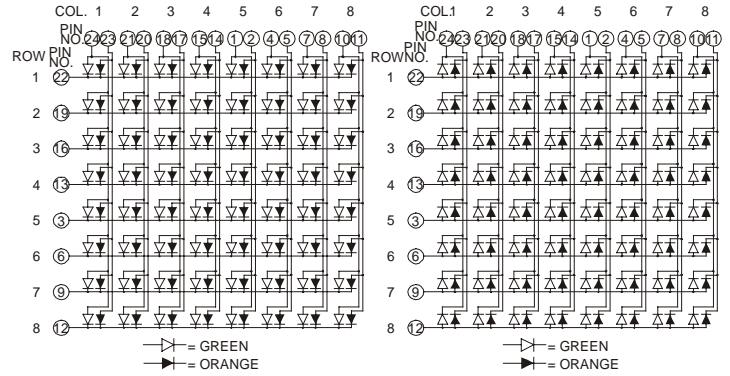 COL. 1 2 3 4 5 6 7 8
PIN NO. 24 23 21 20 18 17 15 14 1 2 4 5 7 8 10 11
ROW PIN NO.
1 22
2 19
3 16
4 13
5 3
6 6
7 9
8 12
= GREEN
= ORANGE
COL.1 2 3 4 5 6 7 8
PIN NO. 24 23 21 20 18 17 15 14 1 2 4 5 7 8 10 11
ROW PIN NO.
1 22
2 19
3 16
4 13
5 3
6 6
7 9
8 12
= GREEN
= ORANGE